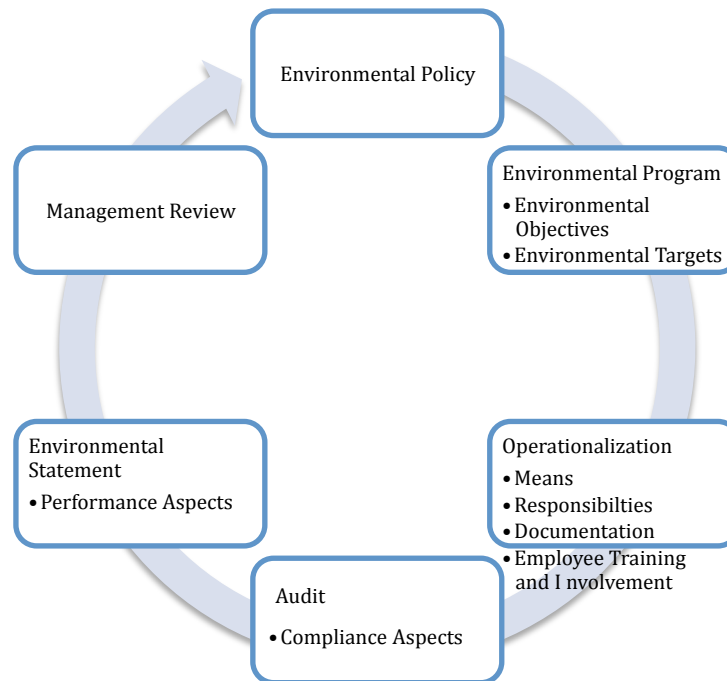 Environmental Policy
Environmental Program
• Environmental
Objectives
• Environmental Targets
Operationalization
• Means
• Responsibilties
• Documentation
• Employee Training
and I nvolvement
Audit
• Compliance Aspects
Environmental
Statement
• Performance Aspects
Management Review